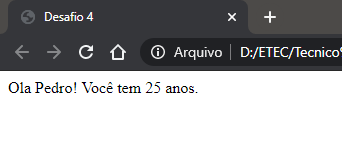 Desafio 4
Arquivo D:/ETEC/Tecnico
Ola Pedro! Você tem 25 anos.